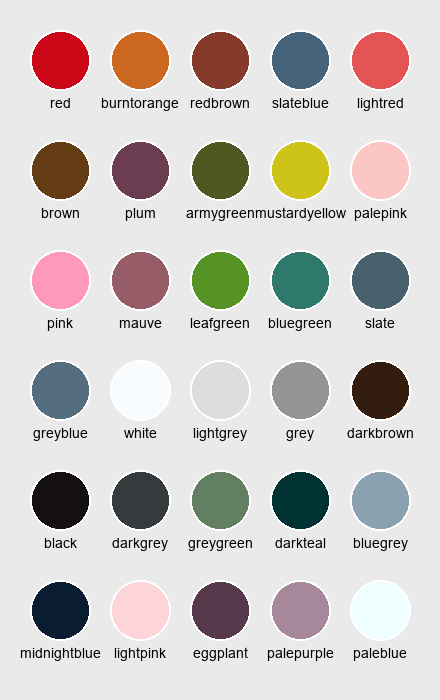 red burntorange redbrown slateblue lightred
brown plum armygreen mustardyellow palepink
pink mauve leafgreen bluegreen slate
greyblue white lightgrey grey darkbrown
black darkgrey greygreen darkteal bluegrey
midnightblue lightpink eggplant palepurple paleblue